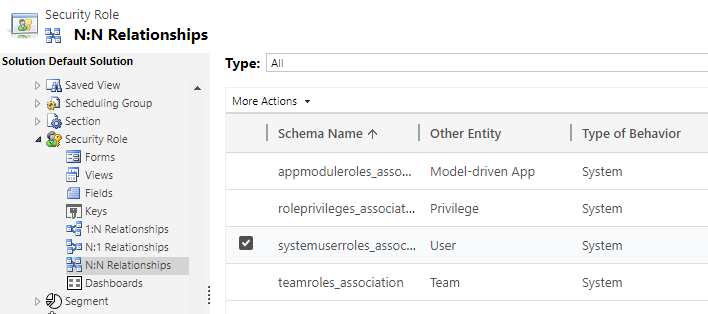 Security Role
N:N Relationships
Solution Default Solution
Saved View
Scheduling Group
Section
Security Role
Forms
Views
Fields
Keys
1:N Relationships
N:1 Relationships
N:N Relationships
Dashboards
Segment
Type: All
More Actions
Schema Name Other Entity Type of Behavior
appmoduleroles_asso... Model-driven App System
roleprivileges_associat... Privilege System
systemuserroles_assoc... User System
teamroles_association Team System